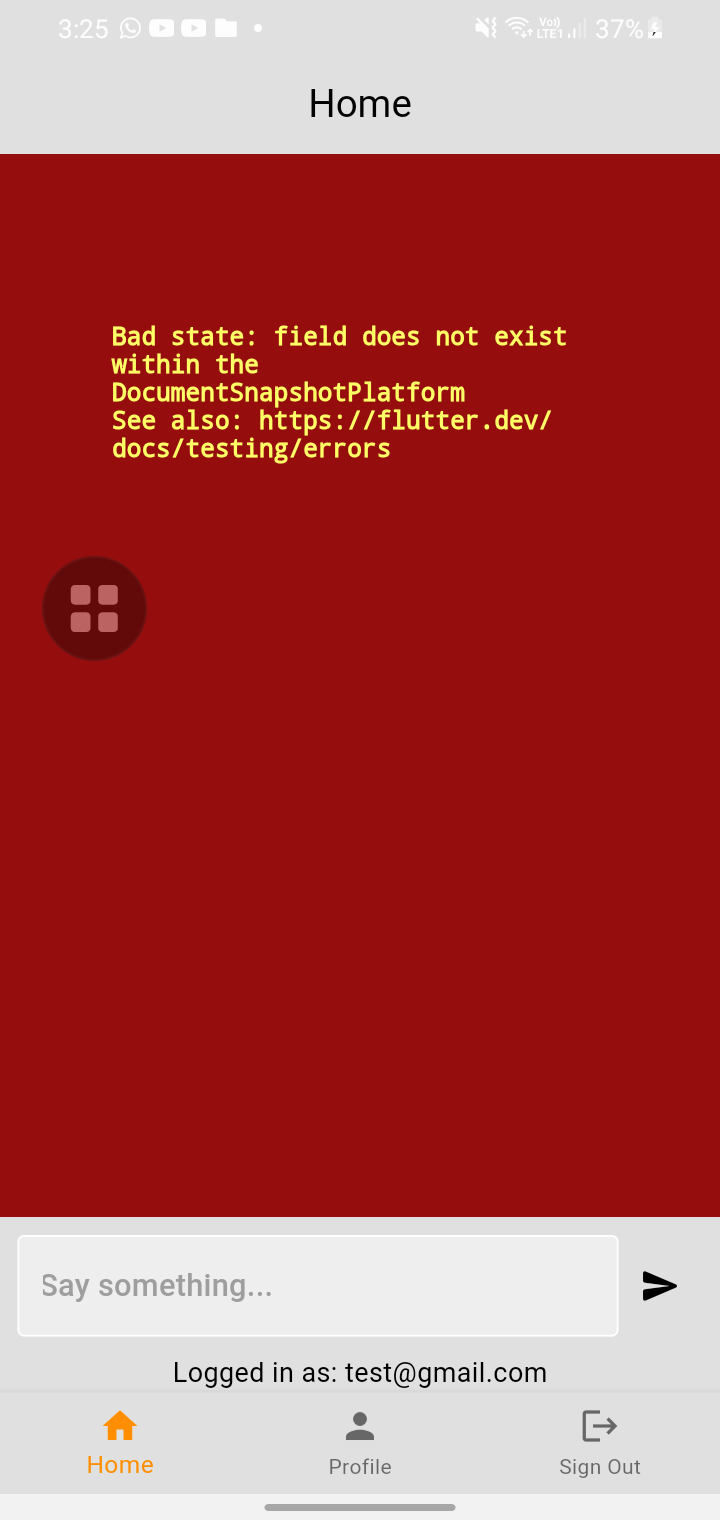 3:25
Vo)) LTE1 37%
Home
Bad state: field does not exist
within the
DocumentSnapshotPlatform
See also: https://flutter.dev/
docs/testing/errors
Say something...
Logged in as: test@gmail.com
Home Profile Sign Out